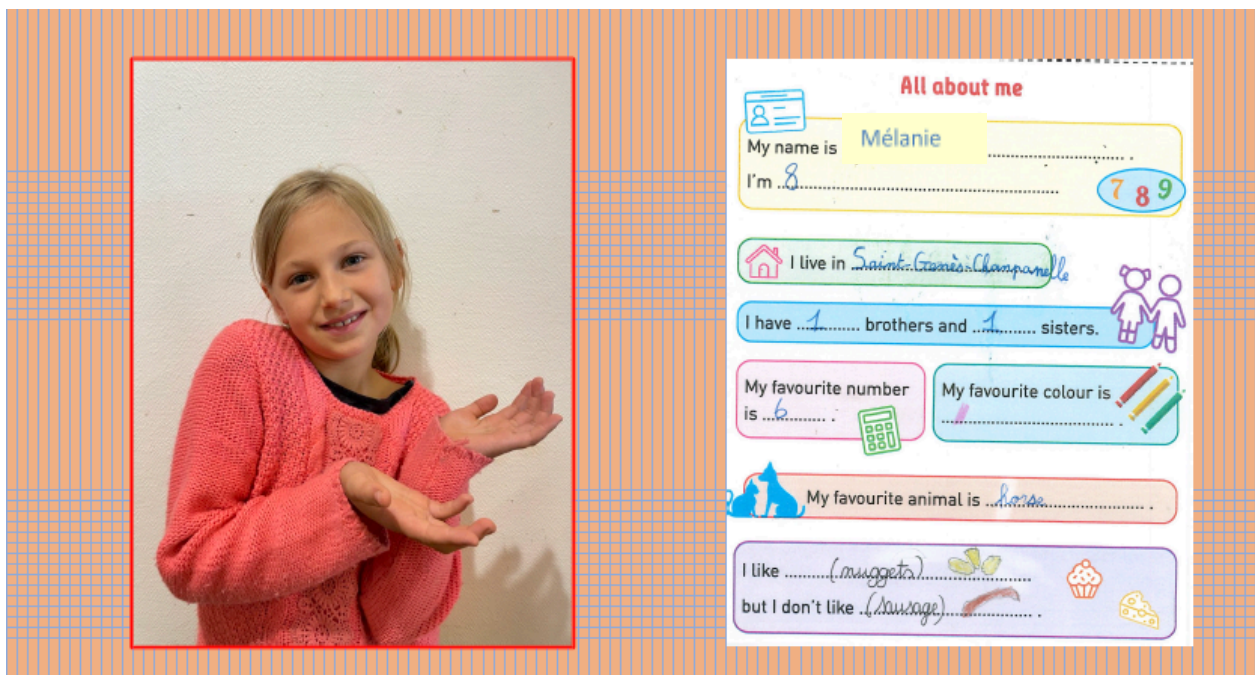 All about me
My name is Mélanie
I'm 8
7 8 9
I live in Saint-Genès-Champanelle
I have 1 brothers and 1 sisters.
My favourite number
is 6 .
My favourite colour is
.
My favourite animal is horse .
I like (nuggets)
but I don't like (sausage) .